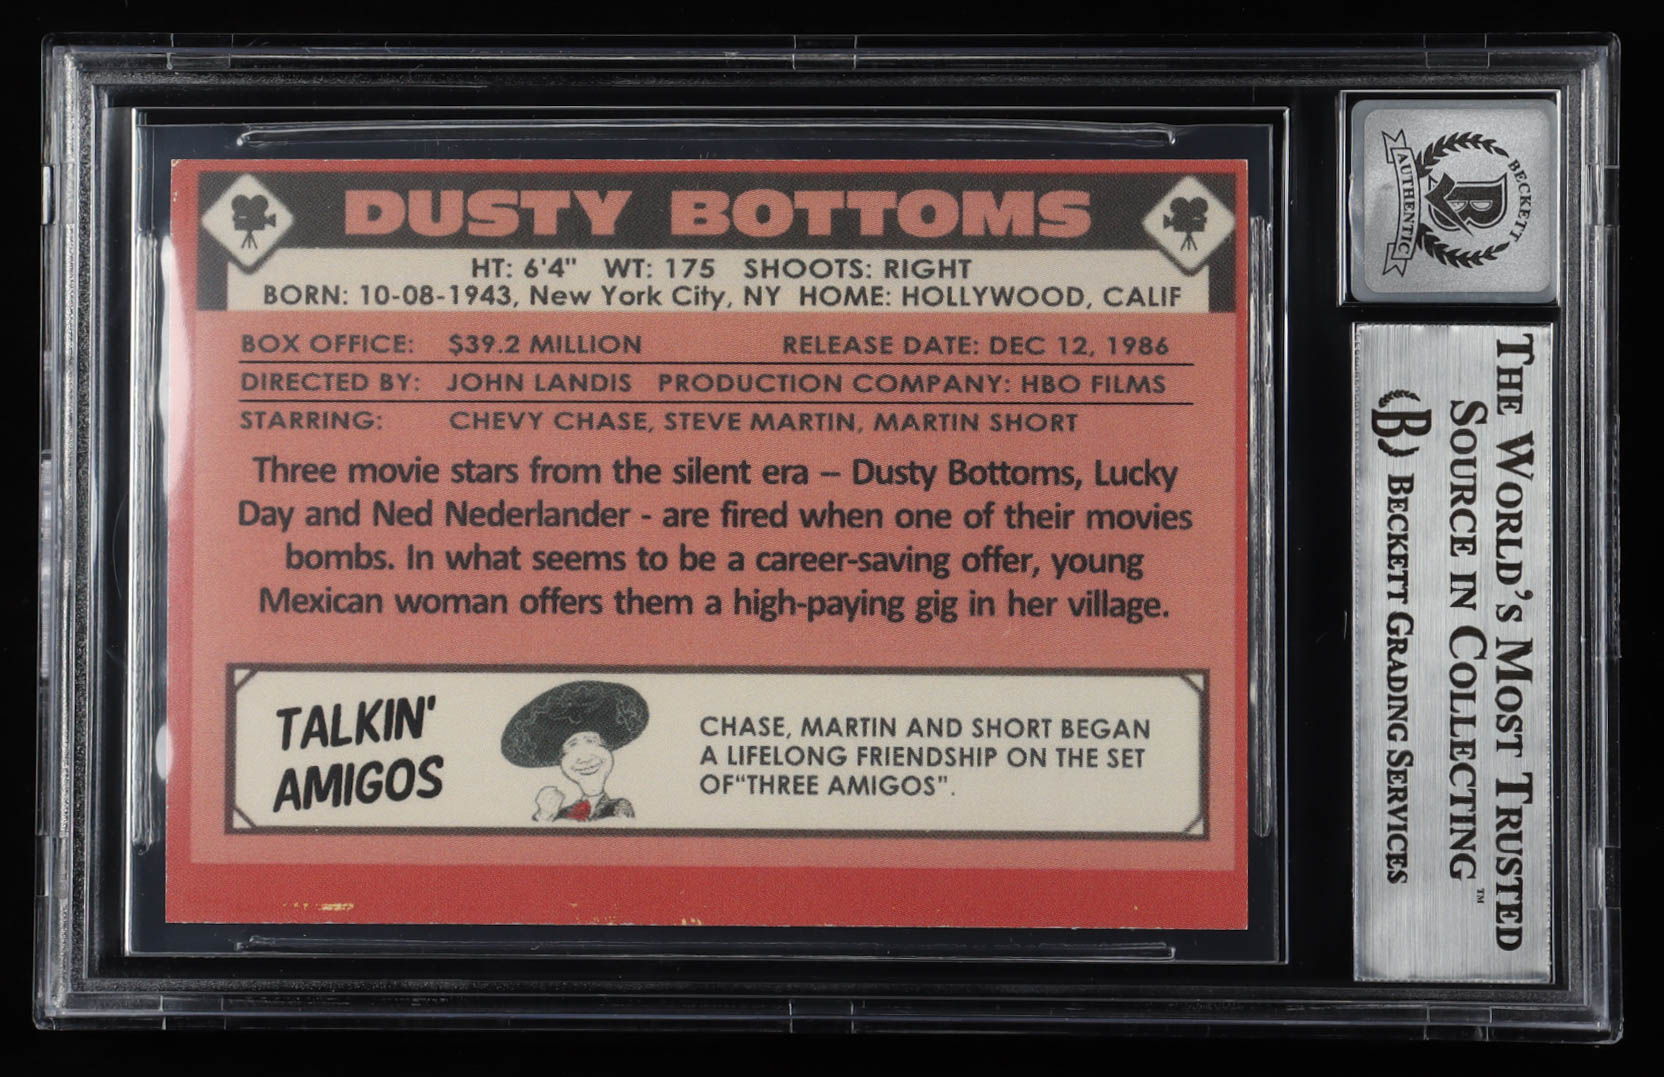 DUSTY BOTTOMS
HT: 6'4" WT: 175 SHOOTS: RIGHT
BORN: 10-08-1943, New York City, NY HOME: HOLLYWOOD, CALIF
BOX OFFICE: $39.2 MILLION RELEASE DATE: DEC 12, 1986
DIRECTED BY: JOHN LANDIS PRODUCTION COMPANY: HBO FILMS
STARRING: CHEVY CHASE, STEVE MARTIN, MARTIN SHORT
Three movie stars from the silent era – Dusty Bottoms, Lucky
Day and Ned Nederlander - are fired when one of their movies
bombs. In what seems to be a career-saving offer, young
Mexican woman offers them a high-paying gig in her village.
TALKIN'
AMIGOS
CHASE, MARTIN AND SHORT BEGAN
A LIFELONG FRIENDSHIP ON THE SET
OF"THREE AMIGOS".
BECKETT
B
AUTHENTIC
THE WORLD'S MOST TRUSTED
SOURCE IN COLLECTING™
B BECKETT GRADING SERVICES